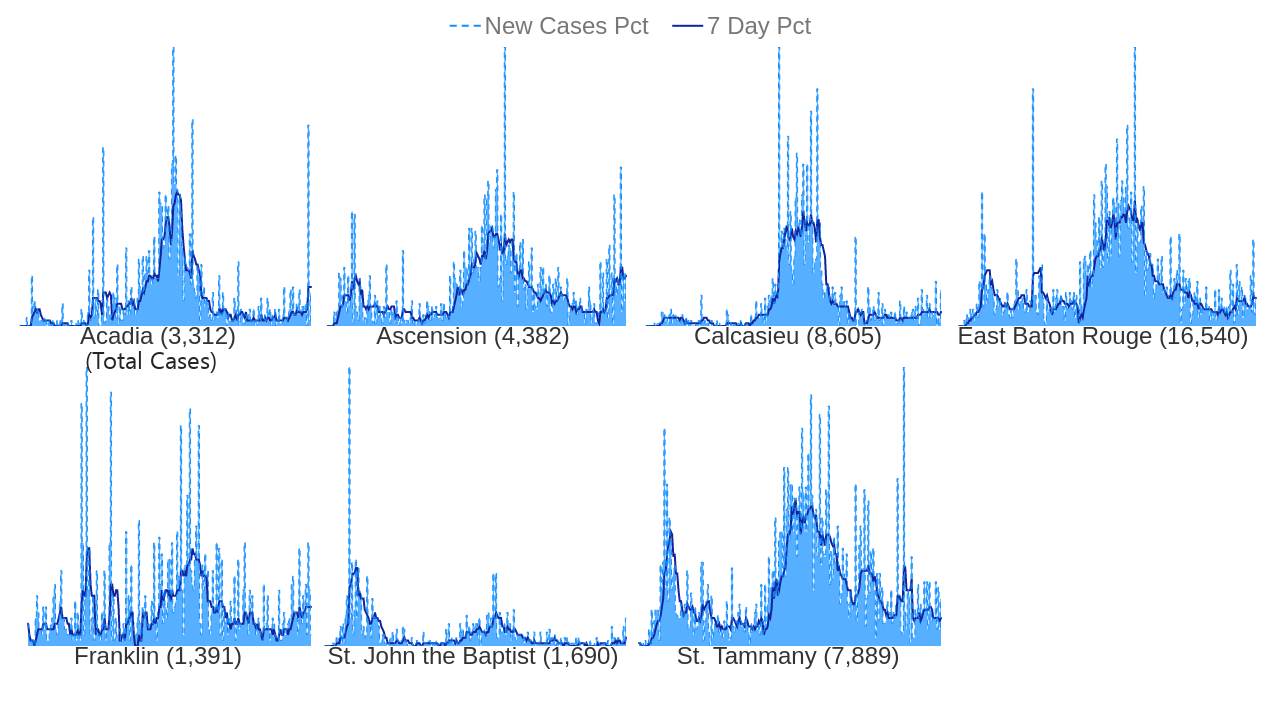 New Cases Pct 7 Day Pct
Acadia (3,312) Ascension (4,382) Calcasieu (8,605) East Baton Rouge (16,540)
(Total Cases)
Franklin (1,391) St. John the Baptist (1,690) St. Tammany (7,889)